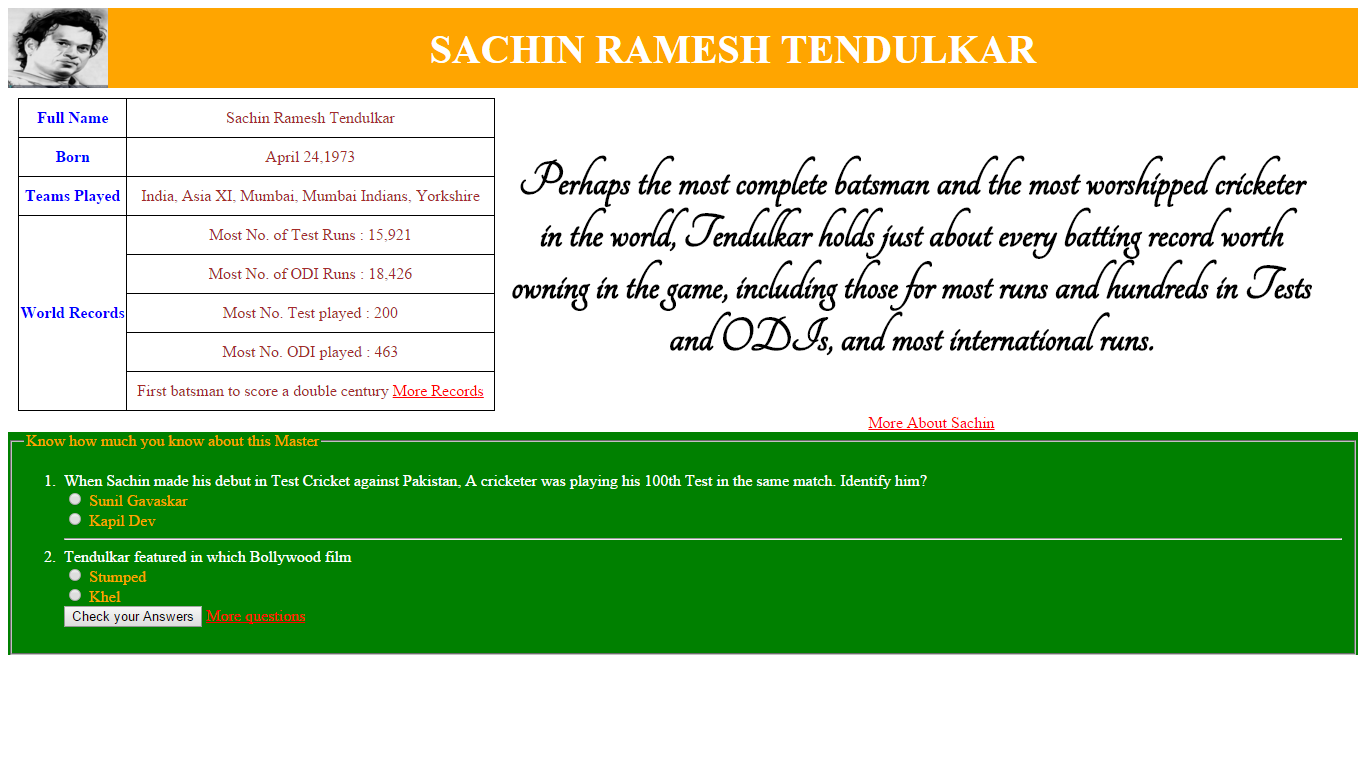 SACHIN RAMESH TENDULKAR
Full Name Sachin Ramesh Tendulkar
Born April 24,1973
Teams Played India, Asia XI, Mumbai, Mumbai Indians, Yorkshire
World Records
Most No. of Test Runs : 15,921
Most No. of ODI Runs : 18,426
Most No. Test played : 200
Most No. ODI played : 463
First batsman to score a double century More Records
Perhaps the most complete batsman and the most worshipped cricketer
in the world, Tendulkar holds just about every batting record worth
owning in the game, including those for most runs and hundreds in Tests
and ODIs, and most international runs.
More About Sachin
Know how much you know about this Master
1. When Sachin made his debut in Test Cricket against Pakistan, A cricketer was playing his 100th Test in the same match. Identify him?
Sunil Gavaskar
Kapil Dev
2. Tendulkar featured in which Bollywood film
Stumped
Khel
Check your Answers More questions